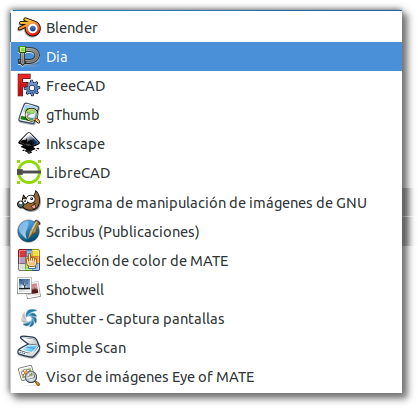 Blender
Dia
FreeCAD
gThumb
Inkscape
LibreCAD
Programa de manipulación de imágenes de GNU
Scribus (Publicaciones)
Selección de color de MATE
Shotwell
Shutter - Captura pantallas
Simple Scan
Visor de imágenes Eye of MATE